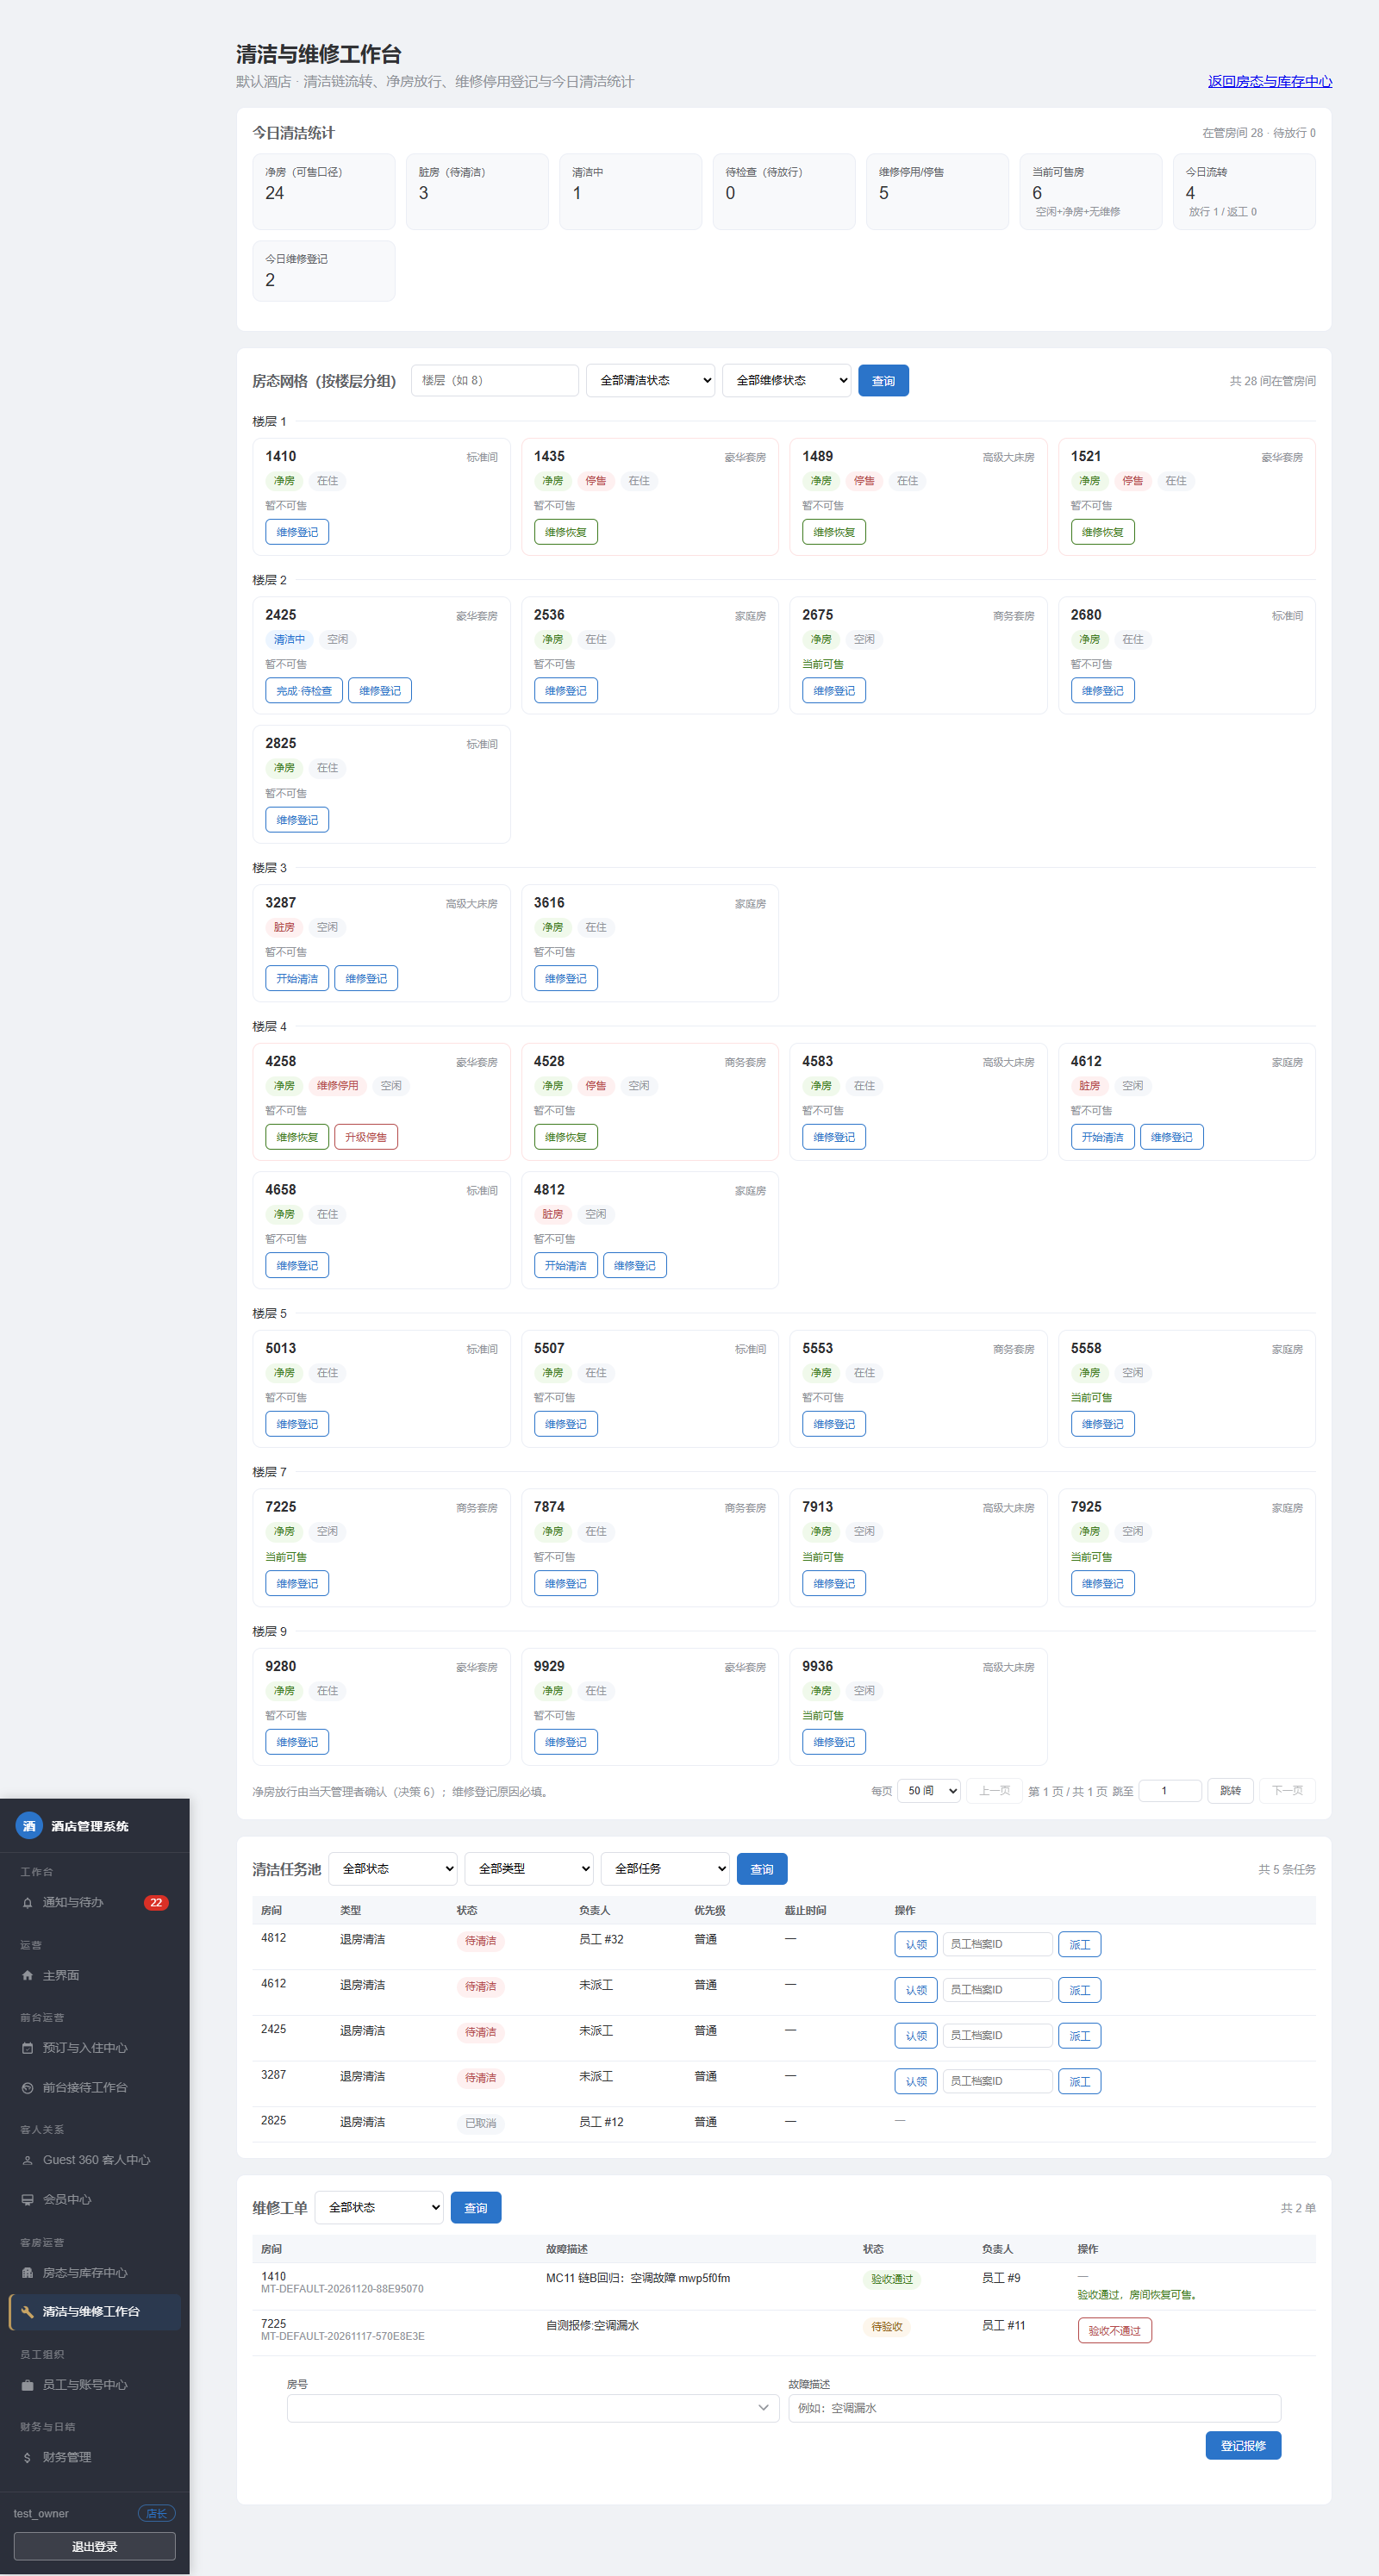 清洁与维修工作台
默认酒店 · 清洁链流转、净房放行、维修停用登记与今日清洁统计 返回房态与库存中心
今日清洁统计 在管房间 28 · 待放行 0
净房（可售口径） 脏房（待清洁） 清洁中 待检查（待放行） 维修停用/停售 当前可售房 今日流转
24 3 1 0 5 6 4
空闲+净房+无维修 放行 1 / 返工 0
今日维修登记
2
房态网格（按楼层分组） 楼层（如 8） 全部清洁状态 全部维修状态 查询 共 28 间在管房间
楼层 1
1410 标准间 1435 豪华套房 1489 高级大床房 1521 豪华套房
净房 在住 净房 停售 在住 净房 停售 在住 净房 停售 在住
暂不可售 暂不可售 暂不可售 暂不可售
维修登记 维修恢复 维修恢复 维修恢复
楼层 2
2425 豪华套房 2536 家庭房 2675 商务套房 2680 标准间
清洁中 空闲 净房 在住 净房 空闲 净房 在住
暂不可售 暂不可售 当前可售 暂不可售
完成·待检查 维修登记 维修登记 维修登记 维修登记
2825 标准间
净房 在住
暂不可售
维修登记
楼层 3
3287 高级大床房 3616 家庭房
脏房 空闲 净房 在住
暂不可售 暂不可售
开始清洁 维修登记 维修登记
楼层 4
4258 豪华套房 4528 商务套房 4583 高级大床房 4612 家庭房
净房 维修停用 空闲 净房 停售 空闲 净房 在住 脏房 空闲
暂不可售 暂不可售 暂不可售 暂不可售
维修恢复 升级停售 维修恢复 维修登记 开始清洁 维修登记
4658 标准间 4812 家庭房
净房 在住 脏房 空闲
暂不可售 暂不可售
维修登记 开始清洁 维修登记
楼层 5
5013 标准间 5507 标准间 5553 商务套房 5558 家庭房
净房 在住 净房 在住 净房 在住 净房 空闲
暂不可售 暂不可售 暂不可售 当前可售
维修登记 维修登记 维修登记 维修登记
楼层 7
7225 商务套房 7874 商务套房 7913 高级大床房 7925 家庭房
净房 空闲 净房 在住 净房 空闲 净房 空闲
当前可售 暂不可售 当前可售 当前可售
维修登记 维修登记 维修登记 维修登记
楼层 9
9280 豪华套房 9929 豪华套房 9936 高级大床房
净房 在住 净房 在住 净房 空闲
暂不可售 暂不可售 当前可售
维修登记 维修登记 维修登记
净房放行由当天管理者确认（决策 6）；维修登记原因必填。 每页 50 间 上一页 第 1 页 / 共 1 页 跳至 1 跳转 下一页
清洁任务池 全部状态 全部类型 全部任务 查询 共 5 条任务
房间 类型 状态 负责人 优先级 截止时间 操作
4812 退房清洁 待清洁 员工 #32 普通 — 认领 员工档案ID 派工
4612 退房清洁 待清洁 未派工 普通 — 认领 员工档案ID 派工
2425 退房清洁 待清洁 未派工 普通 — 认领 员工档案ID 派工
3287 退房清洁 待清洁 未派工 普通 — 认领 员工档案ID 派工
2825 退房清洁 已取消 员工 #12 普通 — —
维修工单 全部状态 查询 共 2 单
房间 故障描述 状态 负责人 操作
1410 MC11 链B回归：空调故障 mwp5f0fm 验收通过 员工 #9 —
MT-DEFAULT-20261120-88E95070 验收通过，房间恢复可售。
7225 自测报修:空调漏水 待验收 员工 #11 验收不通过
MT-DEFAULT-20261117-570E8E3E
房号 故障描述
例如：空调漏水
登记报修
酒 酒店管理系统
工作台
通知与待办 22
运营
主界面
前台运营
预订与入住中心
前台接待工作台
客人关系
Guest 360 客人中心
会员中心
客房运营
房态与库存中心
清洁与维修工作台
员工组织
员工与账号中心
财务与日结
财务管理
test_owner 店长
退出登录